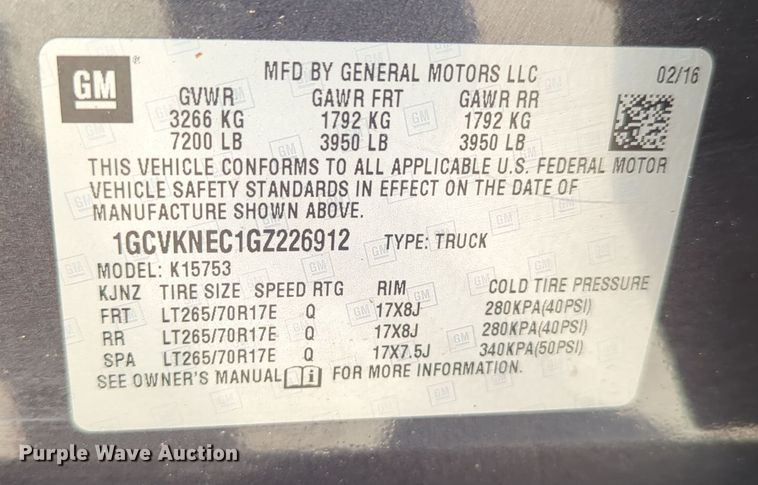 GM
MFD BY GENERAL MOTORS LLC 02/16
GVWR GAWR FRT GAWR RR
3266 KG 1792 KG 1792 KG
7200 LB 3950 LB 3950 LB
THIS VEHICLE CONFORMS TO ALL APPLICABLE U.S. FEDERAL MOTOR
VEHICLE SAFETY STANDARDS IN EFFECT ON THE DATE OF
MANUFACTURE SHOWN ABOVE.
1GCVKNEC1GZ226912 TYPE: TRUCK
MODEL: K15753
KJNZ TIRE SIZE SPEED RTG RIM COLD TIRE PRESSURE
FRT LT265/70R17E Q 17X8J 280KPA(40PSI)
RR LT265/70R17E Q 17X8J 280KPA(40PSI)
SPA LT265/70R17E Q 17X7.5J 340KPA(50PSI)
SEE OWNER'S MANUAL i FOR MORE INFORMATION.
Purple Wave Auction